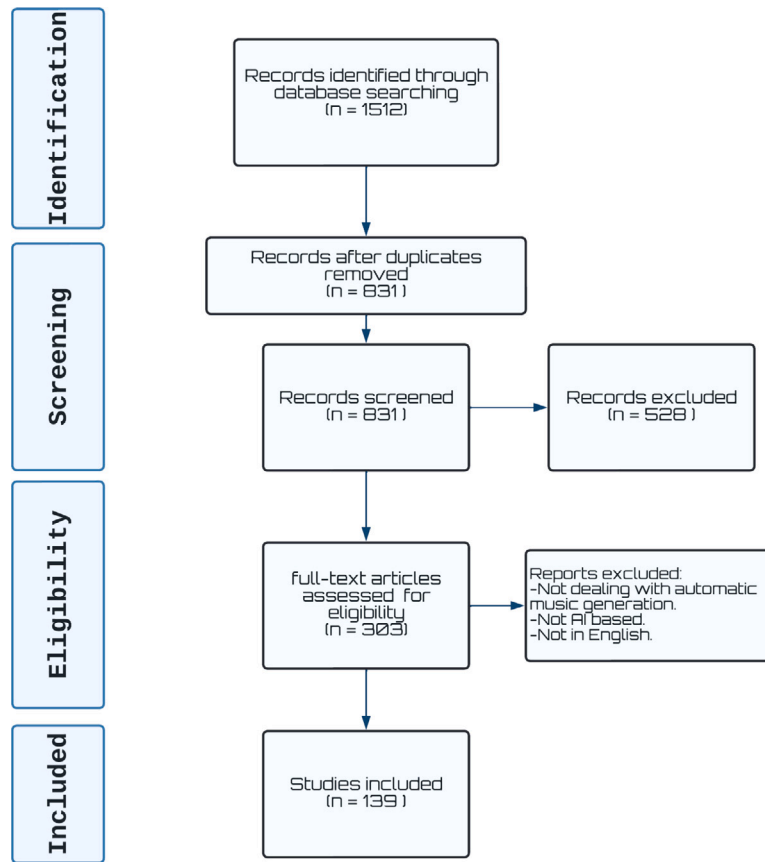 Identification
Records identified through
database searching
(n = 1512)
Screening
Records after duplicates
removed
(n = 831 )
Records screened
(n = 831)
Records excluded
(n = 528 )
Eligibility
full-text articles
assessed for
eligibility
(n = 303)
Reports excluded:
-Not dealing with automatic
music generation.
-Not AI based.
-Not in English.
Included
Studies included
(n = 139 )